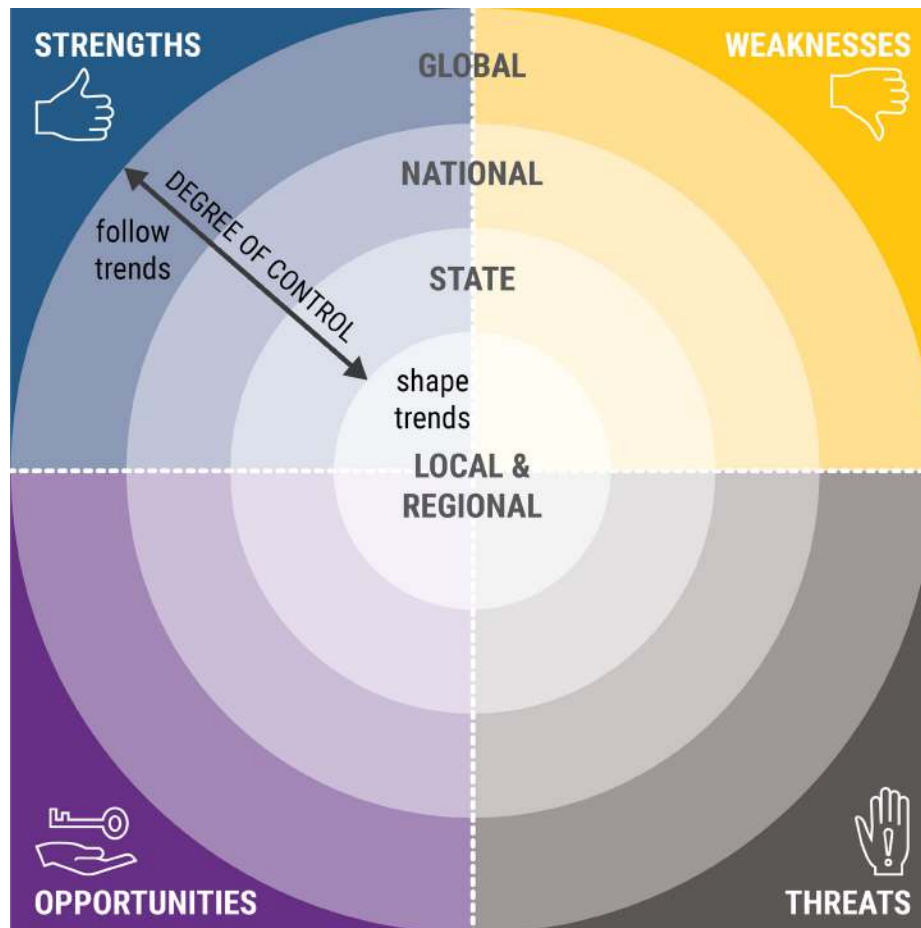 STRENGTHS
WEAKNESSES
GLOBAL
NATIONAL
DEGREE OF CONTROL
follow
trends
STATE
shape
trends
LOCAL &
REGIONAL
OPPORTUNITIES
THREATS